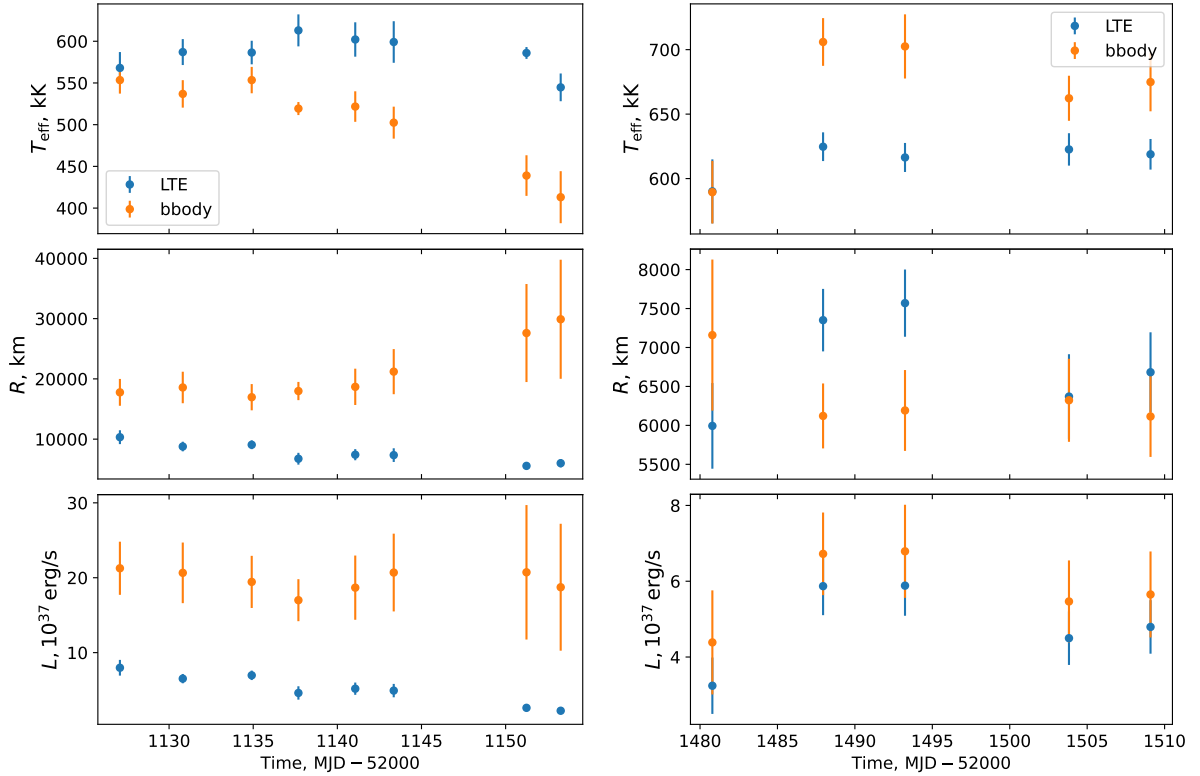 600
550
500
450
400
T_eff, kK
LTE
bbody
700
650
600
T_eff, kK
LTE
bbody
40000
30000
20000
10000
R, km
8000
7500
7000
6500
6000
5500
R, km
30
20
10
L, 10^37 erg/s
8
6
4
L, 10^37 erg/s
1130 1135 1140 1145 1150
Time, MJD − 52000
1480 1485 1490 1495 1500 1505 1510
Time, MJD − 52000